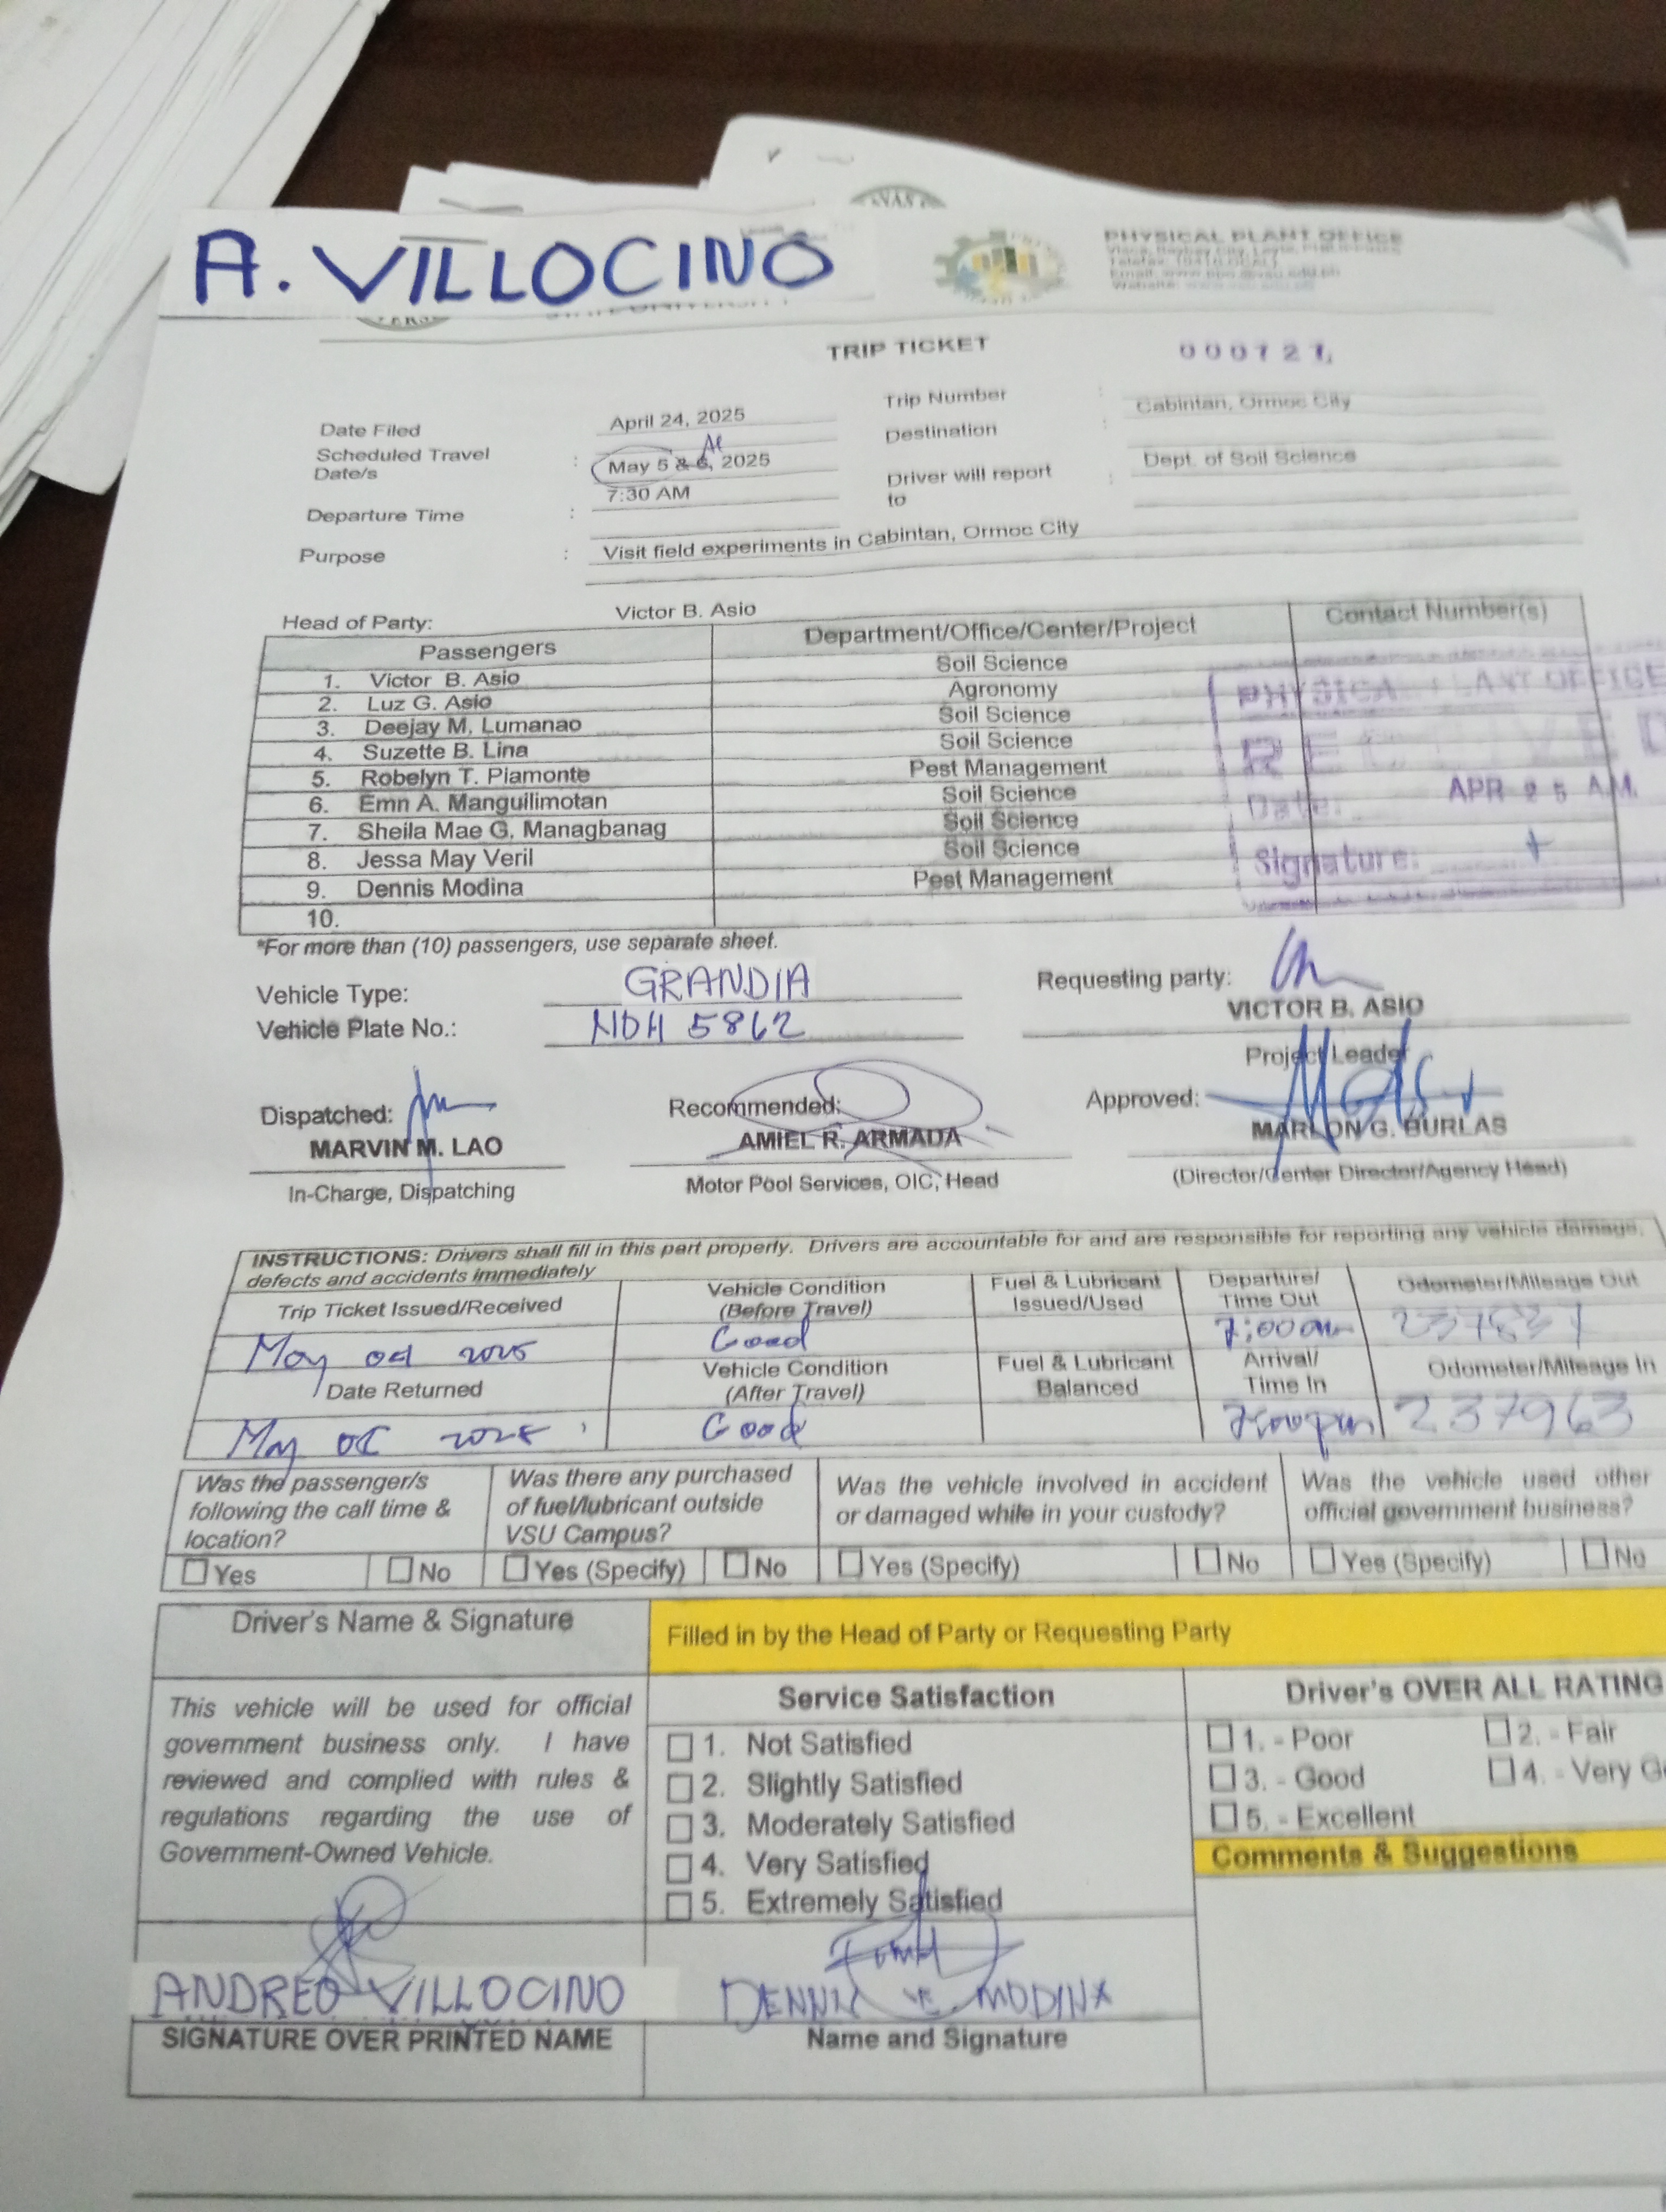 A. VILLOCINO
PHYSICAL PLANT OFFICE
TRIP TICKET
Date Filed April 24, 2025
Trip Number :
Destination Cabintan, Ormoc City
Scheduled Travel Date/s : May 5 & 6, 2025
Driver will report to : Dept. of Soil Science
Departure Time : 7:30 AM
Purpose : Visit field experiments in Cabintan, Ormoc City
Head of Party: Victor B. Asio
Passengers Department/Office/Center/Project Contact Number(s)
1. Victor B. Asio Soil Science
2. Luz G. Asio Agronomy
3. Deejay M. Lumanao Soil Science
4. Suzette B. Lina Soil Science
5. Robelyn T. Piamonte Pest Management
6. Emn A. Manguilimotan Soil Science
7. Sheila Mae G. Managbanag Soil Science
8. Jessa May Veril Soil Science
9. Dennis Modina Pest Management
10.
Date: APR 25 A.M.
Signature:
*For more than (10) passengers, use separate sheet.
Vehicle Type: GRANDIA
Requesting party:
VICTOR B. ASIO
Vehicle Plate No.: NOH 5862
Project Leader
Dispatched: Recommended: Approved:
MARVIN M. LAO AMIEL R. ARMADA MARLON G. BURLAS
In-Charge, Dispatching Motor Pool Services, OIC, Head (Director/Center Director/Agency Head)
INSTRUCTIONS: Drivers shall fill in this part properly. Drivers are accountable for and are responsible for reporting any vehicle damage,
defects and accidents immediately
Trip Ticket Issued/Received Vehicle Condition (Before Travel) Fuel & Lubricant Issued/Used Departure/ Time Out Odometer/Mileage Out
May 2025 Good 7:00am
Date Returned Vehicle Condition (After Travel) Fuel & Lubricant Balanced Arrival/ Time In Odometer/Mileage In
May Good 237963
Was the passenger/s following the call time & location?
Was there any purchased of fuel/lubricant outside VSU Campus?
Was the vehicle involved in accident or damaged while in your custody?
Was the vehicle used other official government business?
Yes No Yes (Specify) No Yes (Specify) No Yes (Specify) No
Driver's Name & Signature
Filled in by the Head of Party or Requesting Party
This vehicle will be used for official
government business only. I have
reviewed and complied with rules &
regulations regarding the use of
Government-Owned Vehicle.
Service Satisfaction
1. Not Satisfied
2. Slightly Satisfied
3. Moderately Satisfied
4. Very Satisfied
5. Extremely Satisfied
Driver's OVER ALL RATING
1. - Poor 2. - Fair
3. - Good 4. - Very
5. - Excellent
Comments & Suggestions
ANDREO VILLOCINO
SIGNATURE OVER PRINTED NAME
MODINA
Name and Signature